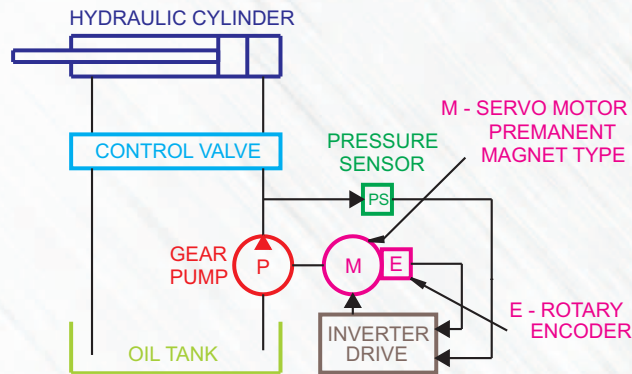 HYDRAULIC CYLINDER
M - SERVO MOTOR
PREMANENT
MAGNET TYPE
CONTROL VALVE
PRESSURE
SENSOR
PS
GEAR
PUMP
P
M
E
E - ROTARY
ENCODER
INVERTER
DRIVE
OIL TANK